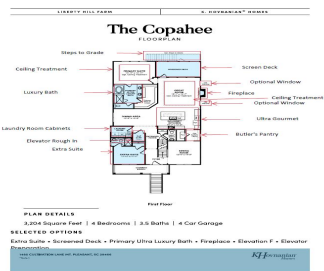 LIBERTY HILL FARM
K. HOVNANIAN® HOMES
The Copahee
FLOORPLAN
Steps to Grade
Ceiling Treatment
Screen Deck
Optional Window
Luxury Bath
Fireplace
Ceiling Treatment
Optional Window
Ultra Gourmet
Laundry Room Cabinets
Butler's Pantry
Elevator Rough In
Extra Suite
First Floor
PLAN DETAILS
3,204 Square Feet | 4 Bedrooms | 3.5 Baths | 4 Car Garage
SELECTED OPTIONS
Extra Suite • Screened Deck • Primary Ultra Luxury Bath • Fireplace • Elevation F • Elevator
Preparation
KHovnanian
Homes